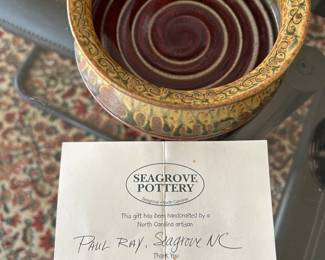 SEAGROVE
POTTERY
Seagrove • North Carolina
This gift has been handcrafted by a
North Carolina artisan
PAUL RAY, Seagrove NC
Thank You